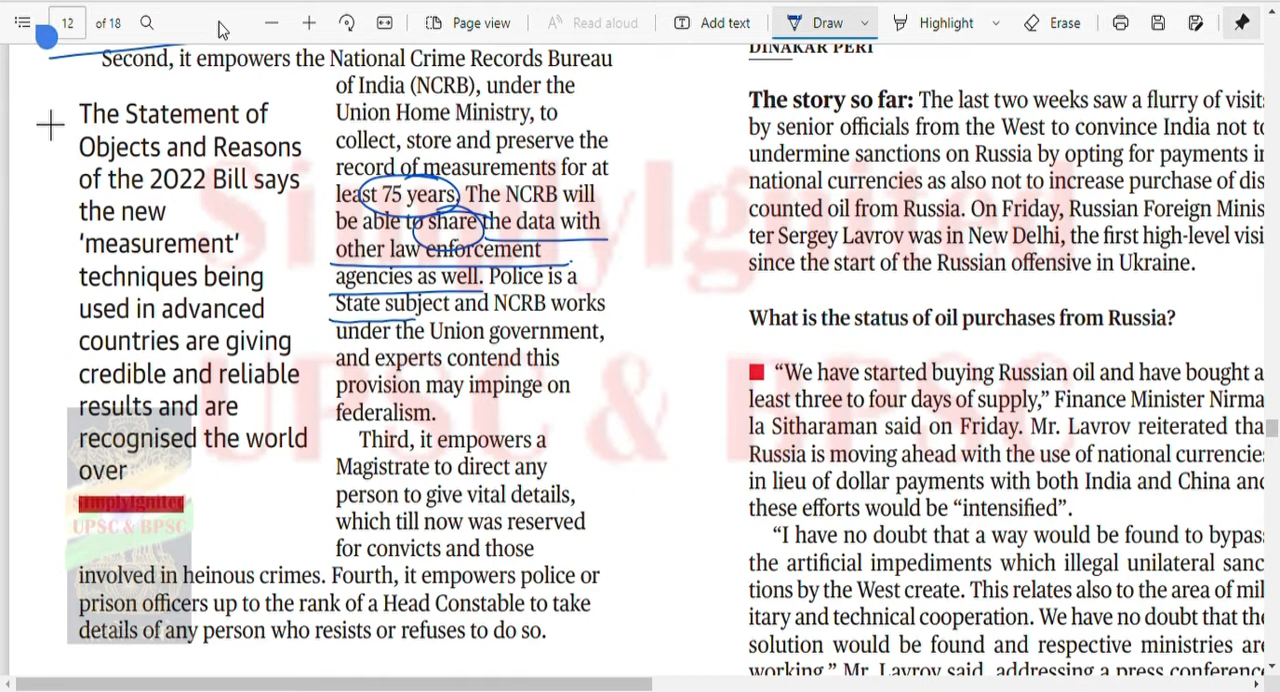 12 of 18
Page view
Read aloud
Add text
Draw
Highlight
Erase
Second, it empowers the National Crime Records Bureau
of India (NCRB), under the
Union Home Ministry, to
collect, store and preserve the
record of measurements for at
least 75 years. The NCRB will
be able to share the data with
other law enforcement
agencies as well. Police is a
State subject and NCRB works
under the Union government,
and experts contend this
provision may impinge on
federalism.
Third, it empowers a
Magistrate to direct any
person to give vital details,
which till now was reserved
for convicts and those
involved in heinous crimes. Fourth, it empowers police or
prison officers up to the rank of a Head Constable to take
details of any person who resists or refuses to do so.
The Statement of
Objects and Reasons
of the 2022 Bill says
the new
‘measurement’
techniques being
used in advanced
countries are giving
credible and reliable
results and are
recognised the world
over
SimplyIgnited
UPSC & BPSC
SimplyIgnited
UPSC & BPSC
DINAKAR PERI
The story so far: The last two weeks saw a flurry of visit
by senior officials from the West to convince India not to
undermine sanctions on Russia by opting for payments in
national currencies as also not to increase purchase of dis
counted oil from Russia. On Friday, Russian Foreign Minis
ter Sergey Lavrov was in New Delhi, the first high-level visi
since the start of the Russian offensive in Ukraine.
What is the status of oil purchases from Russia?
“We have started buying Russian oil and have bought a
least three to four days of supply,” Finance Minister Nirma
la Sitharaman said on Friday. Mr. Lavrov reiterated tha
Russia is moving ahead with the use of national currencie
in lieu of dollar payments with both India and China and
these efforts would be “intensified”.
“I have no doubt that a way would be found to bypas
the artificial impediments which illegal unilateral sanc
tions by the West create. This relates also to the area of mil
itary and technical cooperation. We have no doubt that the
solution would be found and respective ministries are
working,” Mr. Lavrov said, addressing a press conference